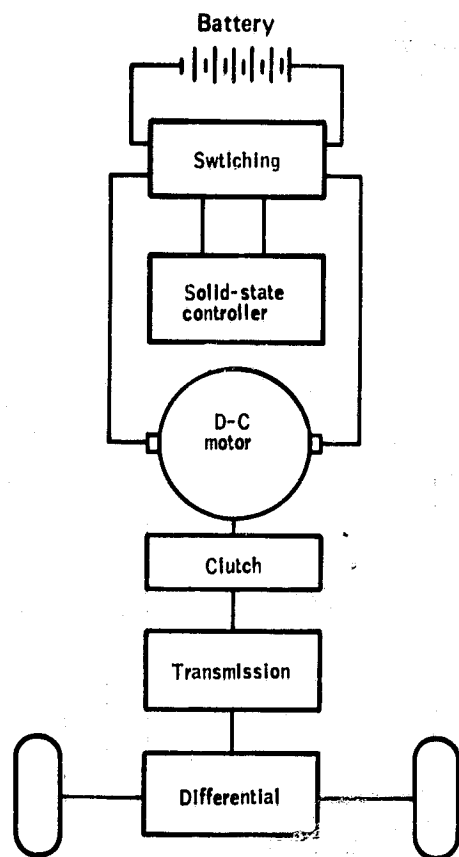 Battery
Swtiching
Solid-state
controller
D-C
motor
Clutch
Transmission
Differential